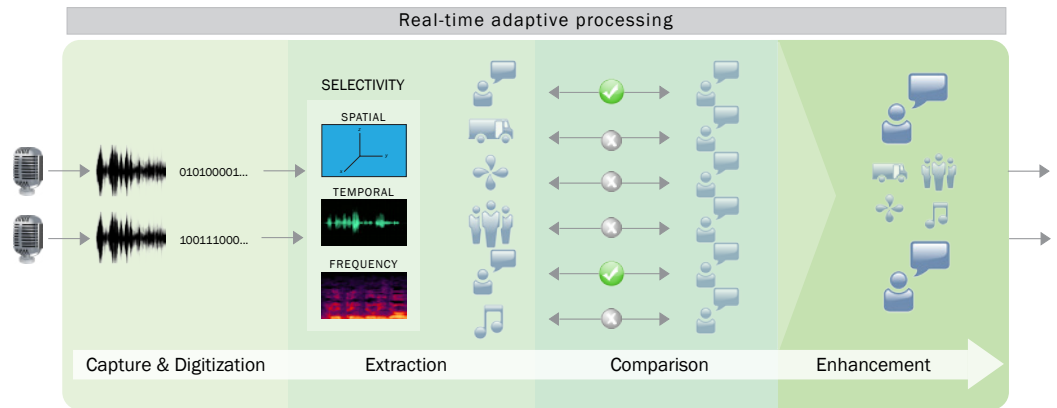 Real-time adaptive processing
SELECTIVITY
SPATIAL
TEMPORAL
FREQUENCY
010100001...
100111000...
Capture & Digitization
Extraction
Comparison
Enhancement